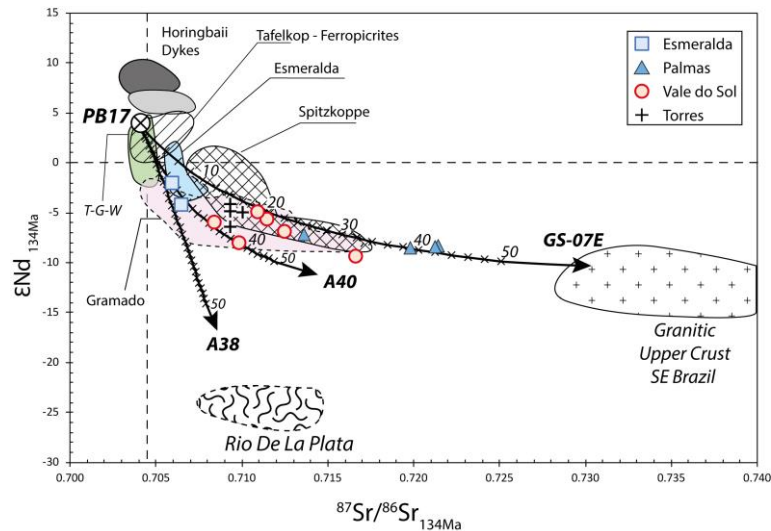 Horingbaii
Dykes
Tafelkop - Ferropicrites
Esmeralda
Spitzkoppe
Esmeralda
Palmas
Vale do Sol
Torres
PB17
T-G-W
Gramado
10
20
30
40
50
GS-07E
40
50
A40
50
A38
Granitic
Upper Crust
SE Brazil
Rio De La Plata
15
10
5
0
-5
-10
-15
-20
-25
-30
εNd 134Ma
0.700 0.705 0.710 0.715 0.720 0.725 0.730 0.735 0.740
87Sr/86Sr134Ma